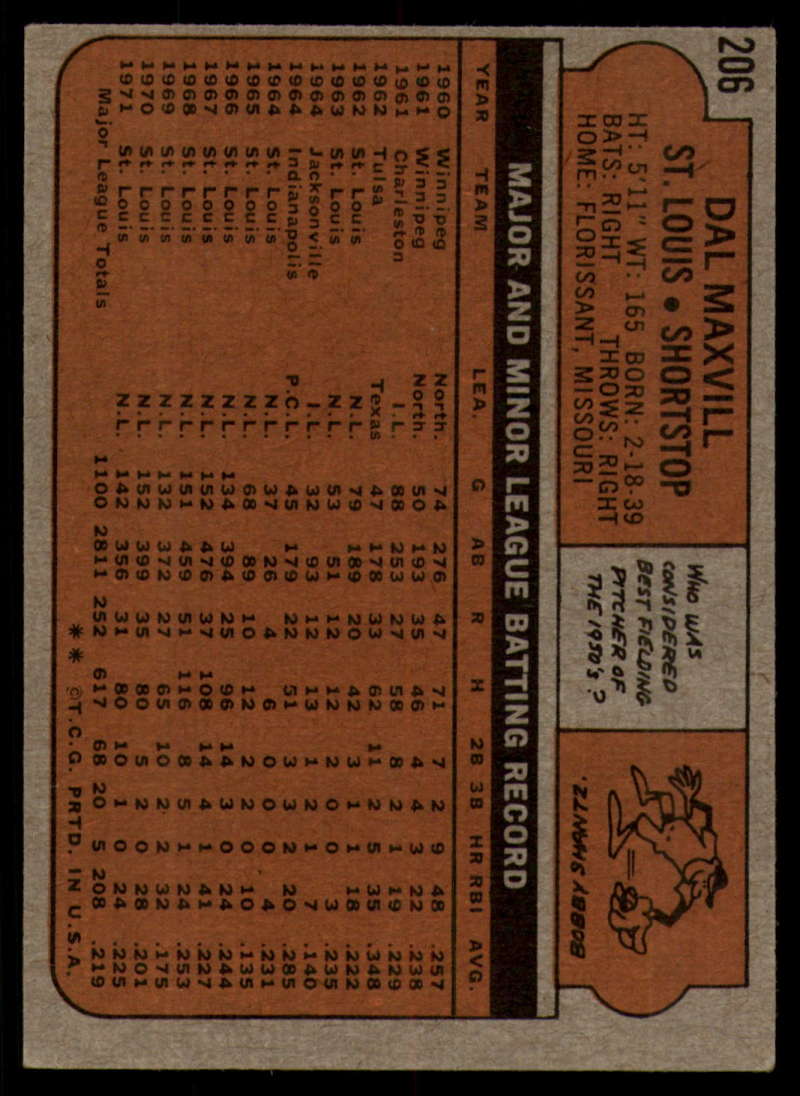 206
DAL MAXVILL
ST. LOUIS • SHORTSTOP
HT: 5'11" WT: 165 BORN: 2-18-39
BATS: RIGHT THROWS: RIGHT
HOME: FLORISSANT, MISSOURI
WHO WAS
CONSIDERED
BEST FIELDING
PITCHER OF
THE 1950'S?
BOBBY SHANTZ.
MAJOR AND MINOR LEAGUE BATTING RECORD
YEAR TEAM LEA. G AB R H 2B 3B HR RBI AVG.
1960 Winnipeg North. 74 276 47 71 7 2 9 48 .257
1961 Winnipeg North. 50 193 35 46 4 4 3 22 .238
1961 Charleston I.L. 88 253 27 58 8 2 1 19 .229
1962 Tulsa Texas 47 178 33 62 11 2 5 35 .348
1962 St. Louis N.L. 79 189 20 42 3 1 1 18 .222
1963 St. Louis N.L. 53 51 12 12 2 0 0 3 .235
1964 Jacksonville I.L. 32 93 12 13 1 2 1 7 .140
1964 Indianapolis P.C.L. 45 179 22 51 3 3 2 20 .285
1964 St. Louis N.L. 37 26 4 6 0 0 0 4 .231
1965 St. Louis N.L. 68 89 10 12 2 2 0 10 .135
1966 St. Louis N.L. 134 394 25 96 14 3 0 24 .244
1967 St. Louis N.L. 152 476 37 108 14 4 1 41 .227
1968 St. Louis N.L. 151 459 51 116 8 5 1 24 .253
1969 St. Louis N.L. 132 372 27 65 10 2 2 32 .175
1970 St. Louis N.L. 152 399 35 80 5 2 0 28 .201
1971 St. Louis N.L. 142 356 31 80 10 1 0 24 .225
Major League Totals 1100 2811 252 617 68 20 5 208 .219
** ©T.C.G. PRTD. IN U.S.A.